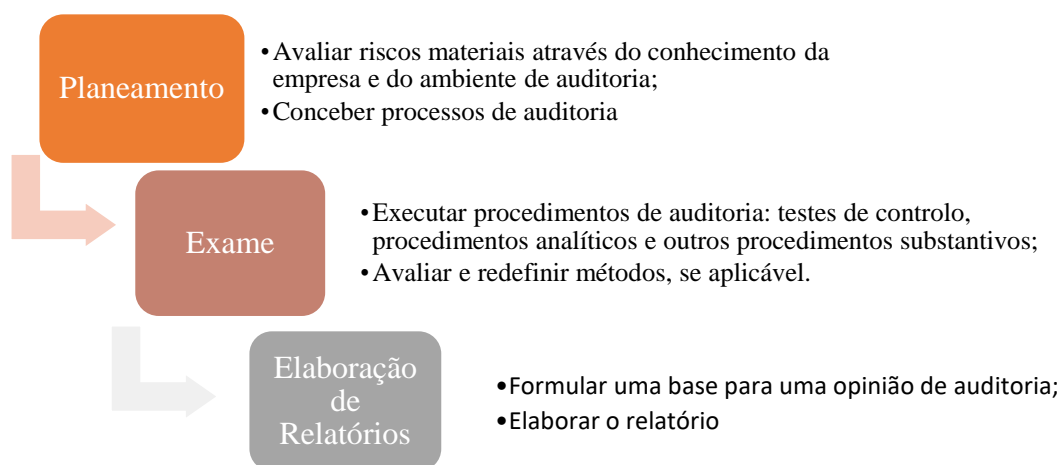 Planeamento
•Avaliar riscos materiais através do conhecimento da
empresa e do ambiente de auditoria;
•Conceber processos de auditoria
Exame
•Executar procedimentos de auditoria: testes de controlo,
procedimentos analíticos e outros procedimentos substantivos;
•Avaliar e redefinir métodos, se aplicável.
Elaboração
de
Relatórios
•Formular uma base para uma opinião de auditoria;
•Elaborar o relatório